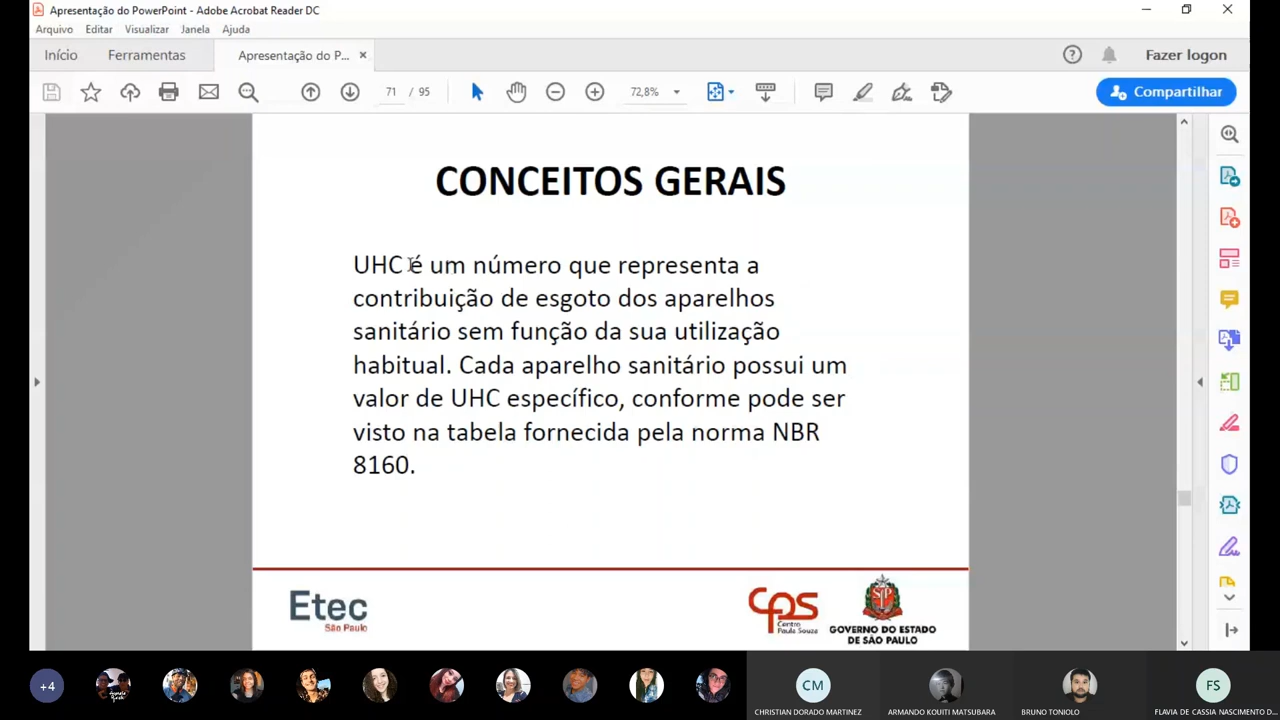 Apresentação do PowerPoint - Adobe Acrobat Reader DC
Arquivo Editar Visualizar Janela Ajuda
Início Ferramentas Apresentação do P... × Fazer logon
71 / 95 72,8% Compartilhar
CONCEITOS GERAIS
UHC é um número que representa a
contribuição de esgoto dos aparelhos
sanitário sem função da sua utilização
habitual. Cada aparelho sanitário possui um
valor de UHC específico, conforme pode ser
visto na tabela fornecida pela norma NBR
8160.
Etec
São Paulo
cps
Centro
Paula Souza
SP
GOVERNO DO ESTADO
DE SÃO PAULO
+4 CM FS
CHRISTIAN DORADO MARTINEZ ARMANDO KOUITI MATSUBARA BRUNO TONIOLO FLAVIA DE CASSIA NASCIMENTO D...